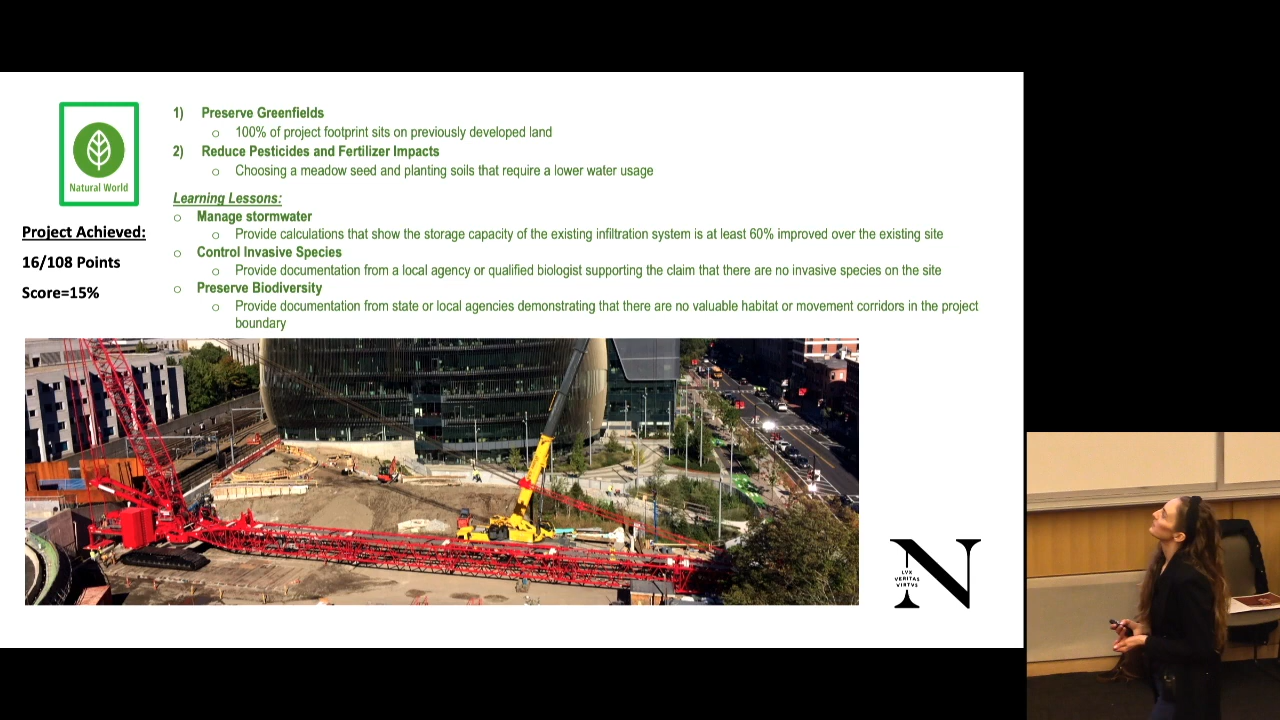 Natural World
Project Achieved:
16/108 Points
Score=15%
1) Preserve Greenfields
o 100% of project footprint sits on previously developed land
2) Reduce Pesticides and Fertilizer Impacts
o Choosing a meadow seed and planting soils that require a lower water usage
Learning Lessons:
o Manage stormwater
o Provide calculations that show the storage capacity of the existing infiltration system is at least 60% improved over the existing site
o Control Invasive Species
o Provide documentation from a local agency or qualified biologist supporting the claim that there are no invasive species on the site
o Preserve Biodiversity
o Provide documentation from state or local agencies demonstrating that there are no valuable habitat or movement corridors in the project
boundary
N
LVX
VERITAS
VIRTVS